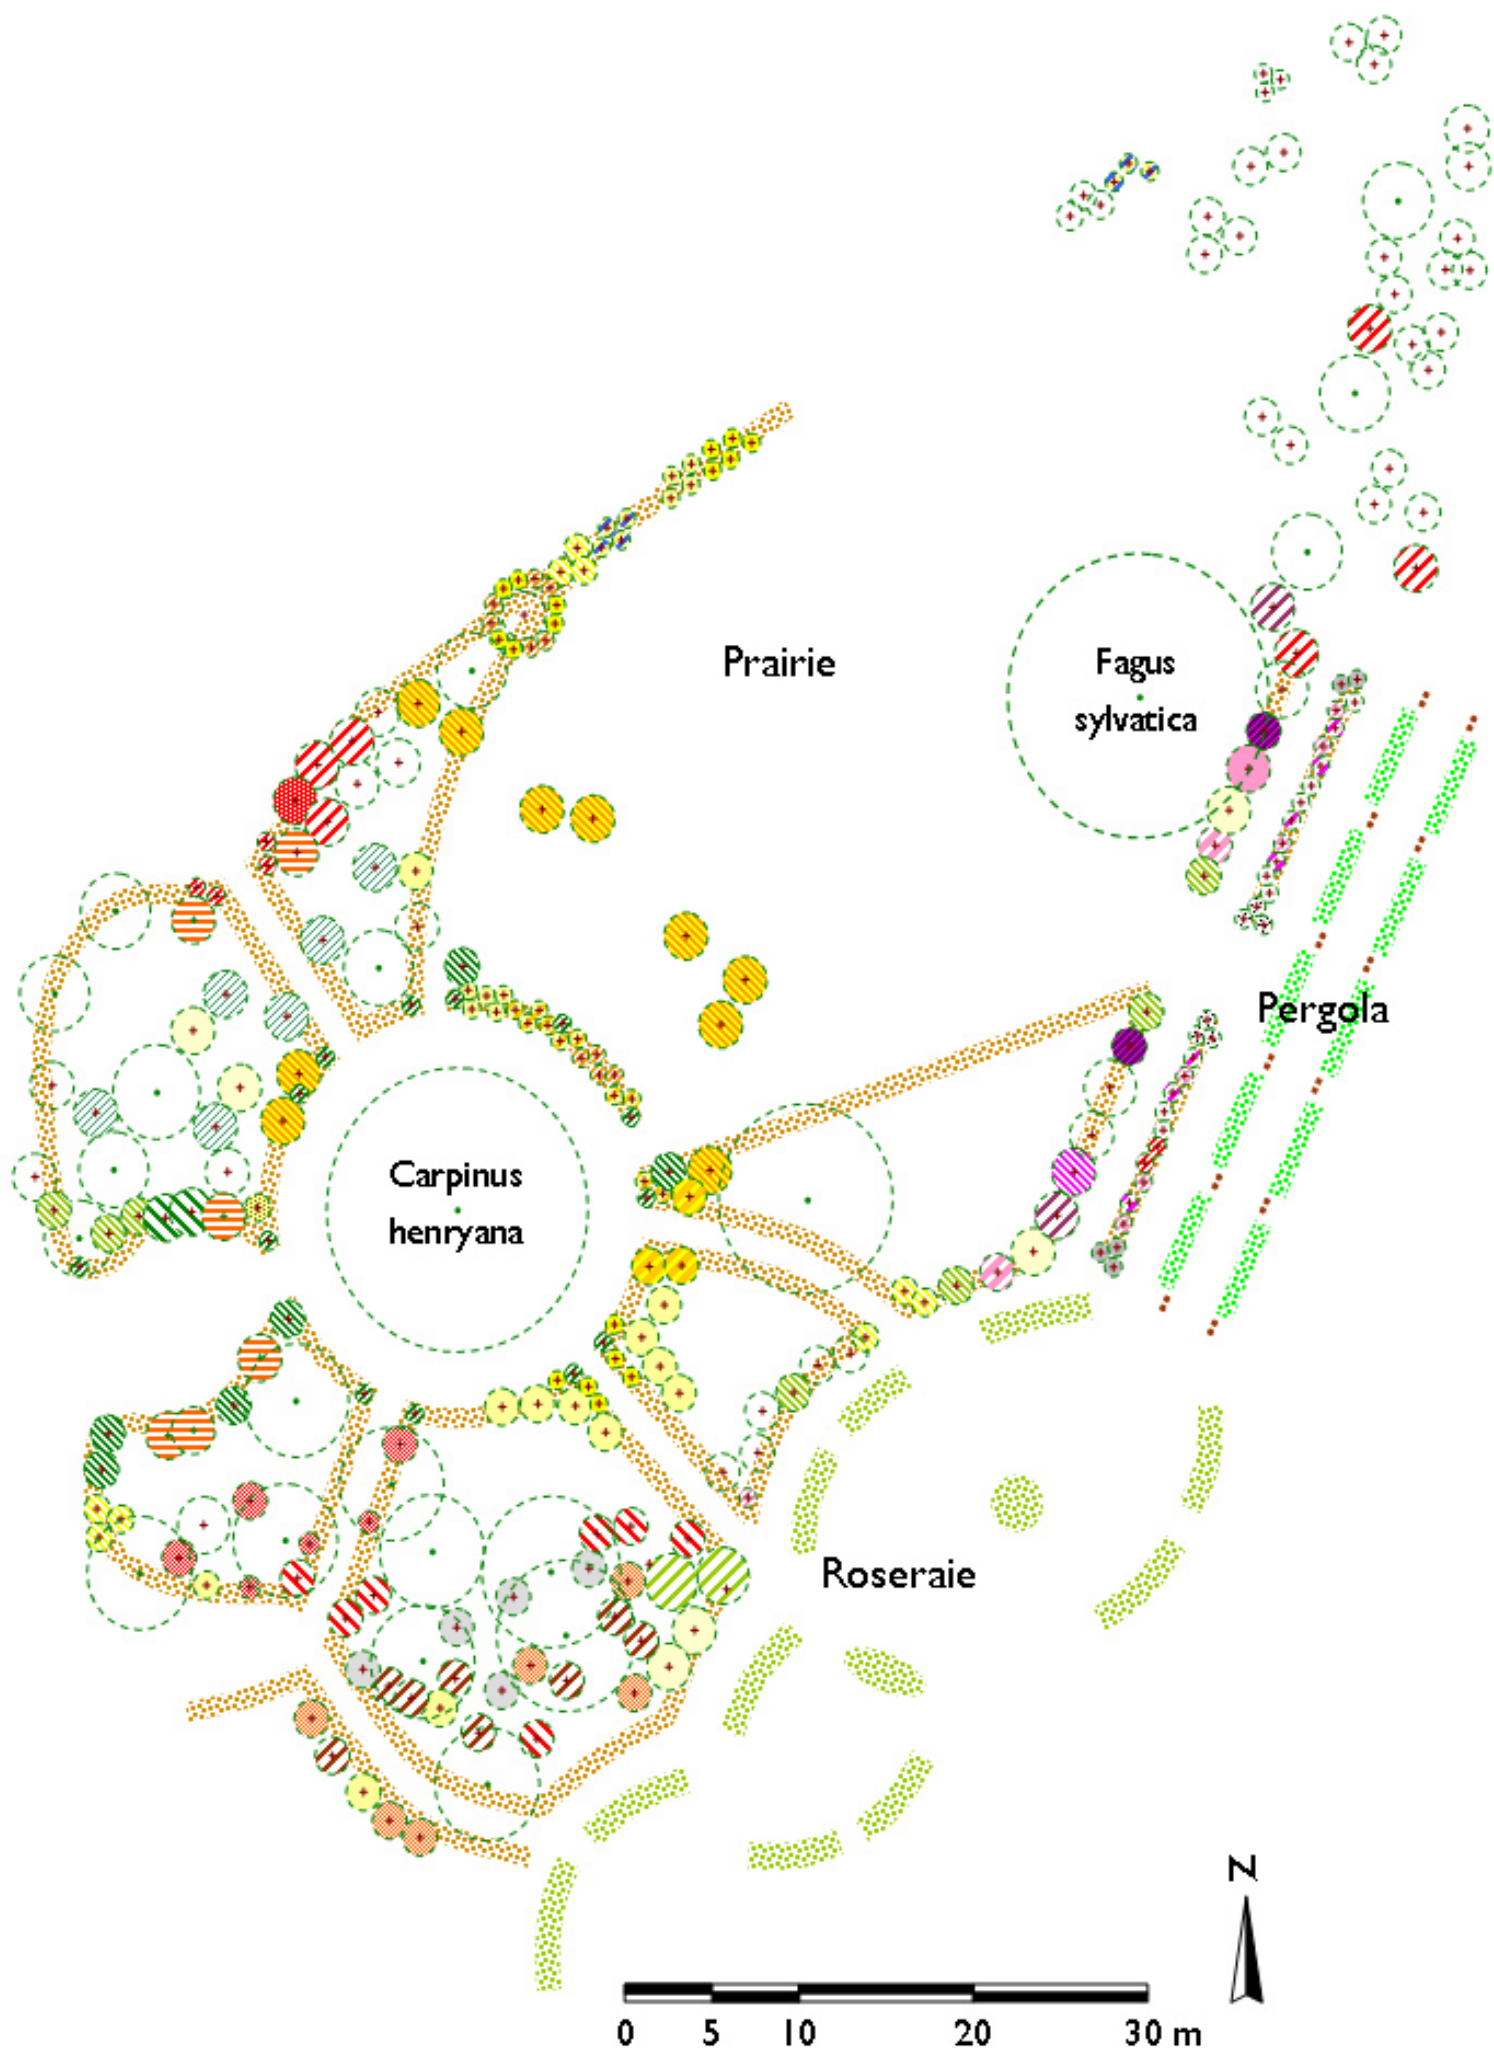 Prairie
Fagus
sylvatica
Pergola
Carpinus
henryana
Roseraie
N
0 5 10 20 30 m